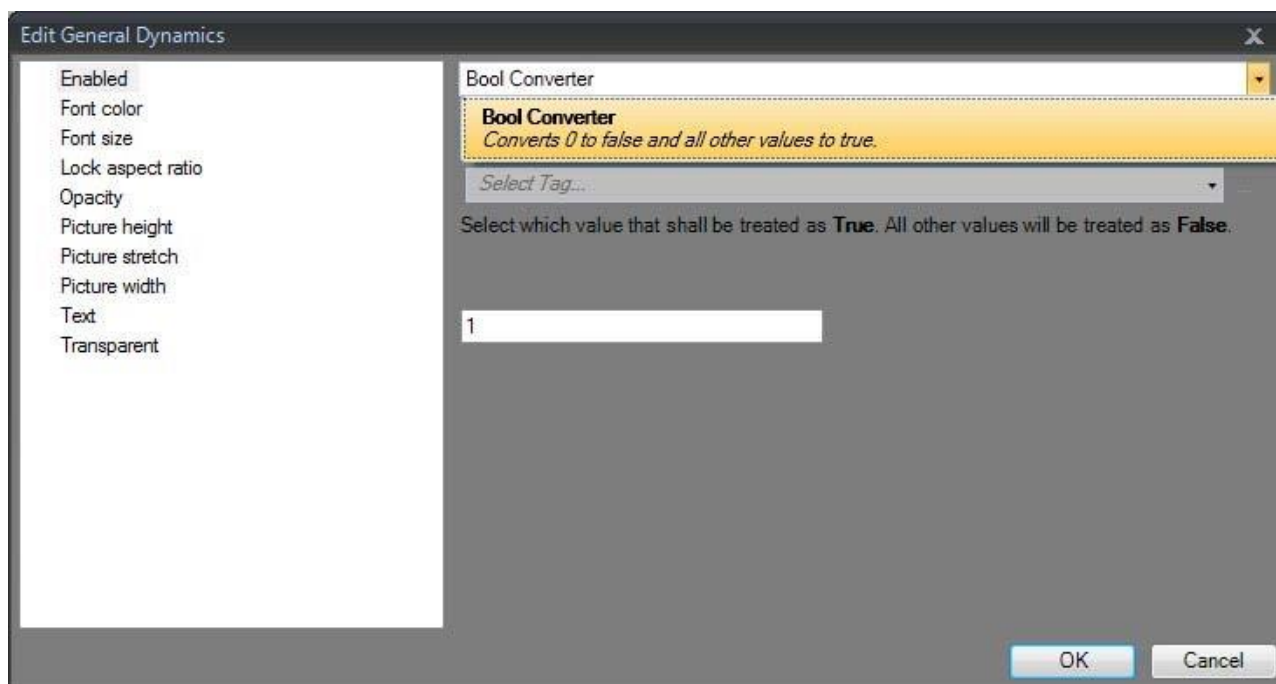 Edit General Dynamics
Enabled
Font color
Font size
Lock aspect ratio
Opacity
Picture height
Picture stretch
Picture width
Text
Transparent
Bool Converter
Bool Converter
Converts 0 to false and all other values to true.
Select Tag...
Select which value that shall be treated as True. All other values will be treated as False.
1
OK
Cancel